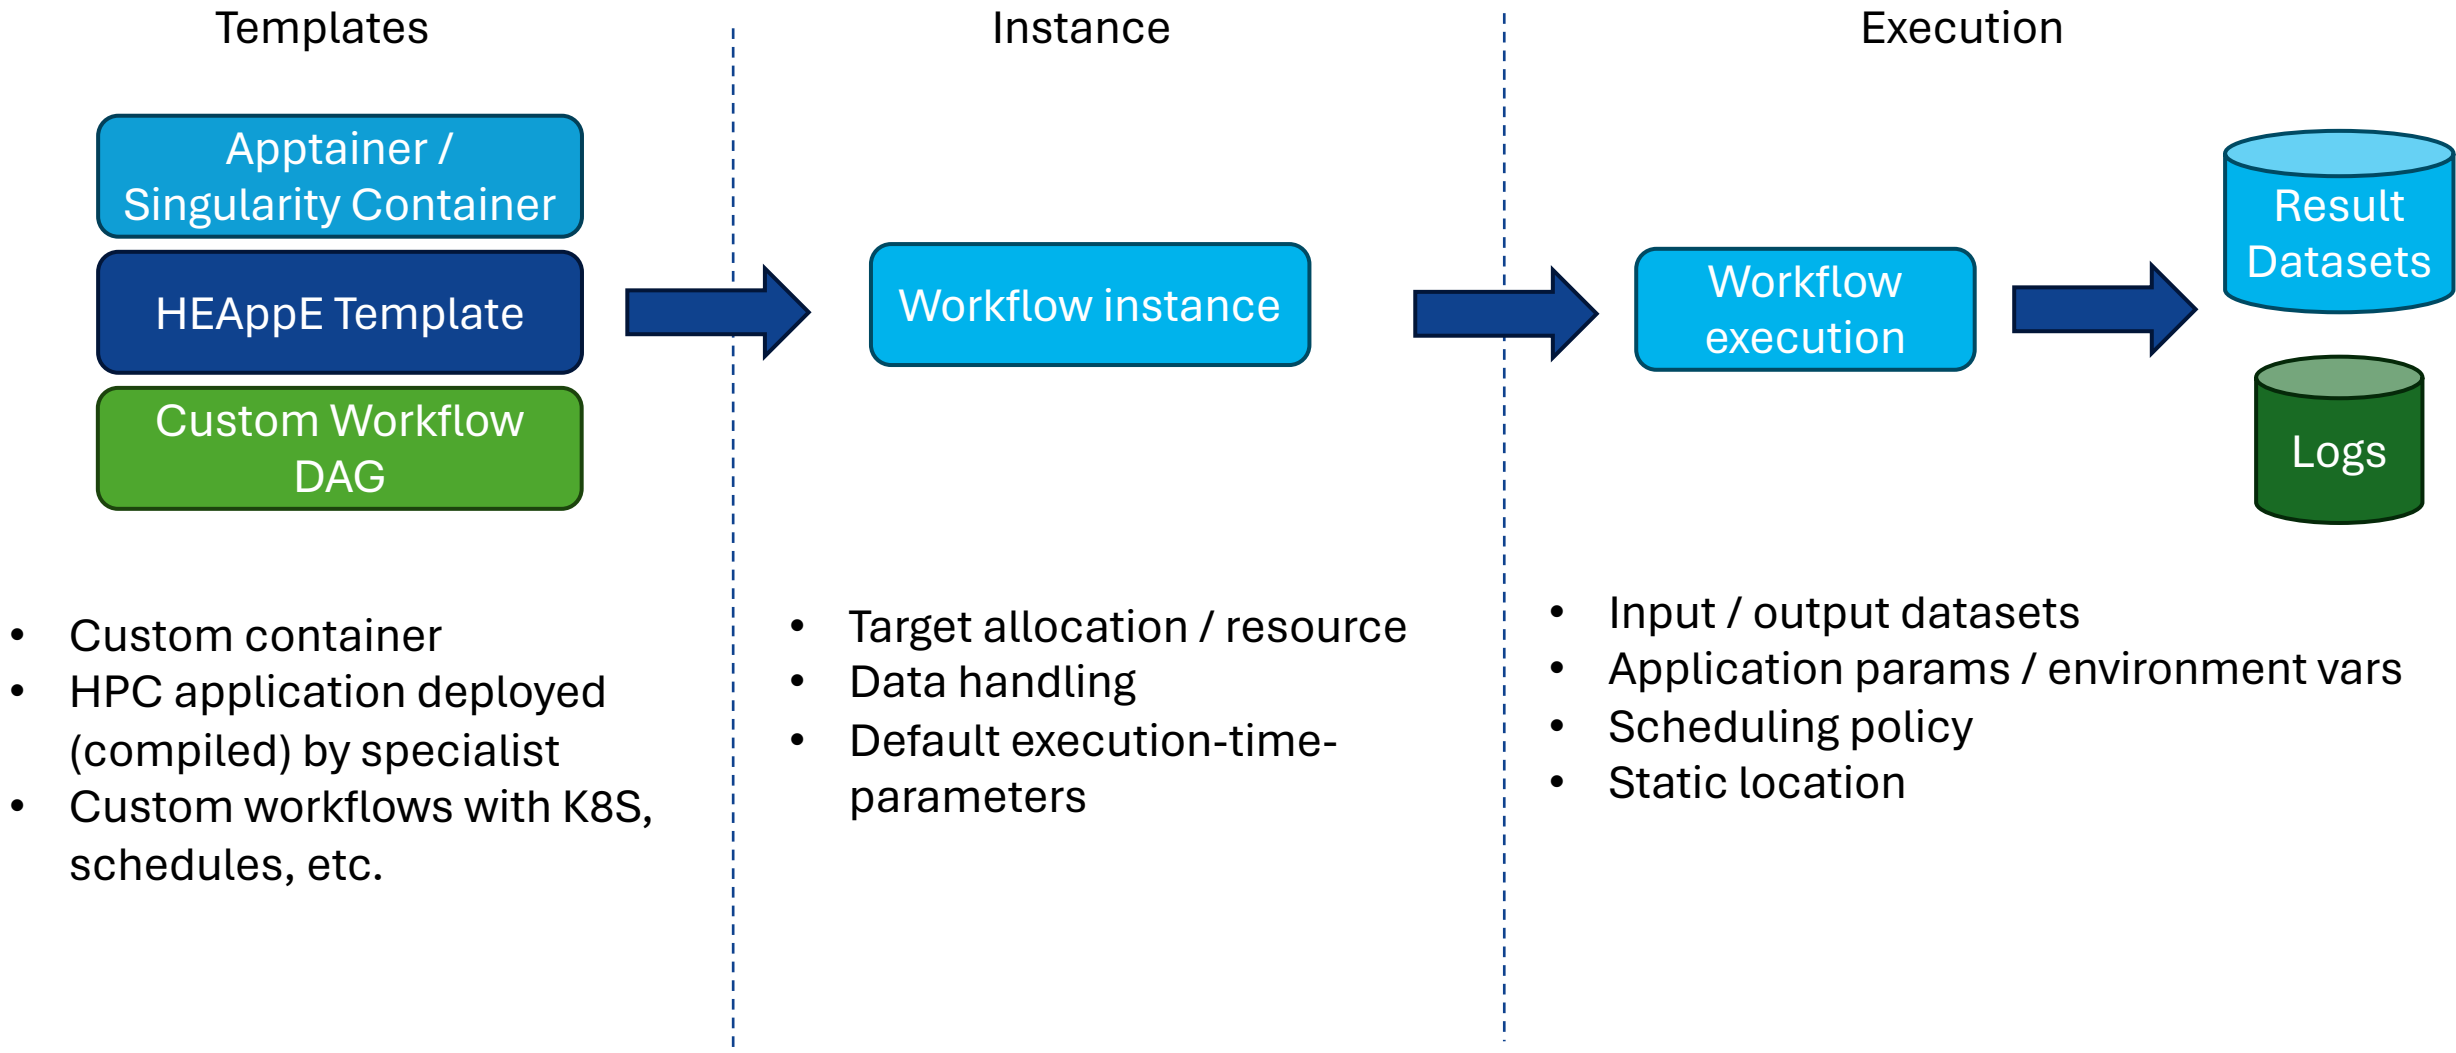 Templates
Instance
Execution
Apptainer /
Singularity Container
HEAppE Template
Custom Workflow
DAG
Workflow instance
Workflow
execution
Result
Datasets
Logs
• Custom container
• HPC application deployed
(compiled) by specialist
• Custom workflows with K8S,
schedules, etc.
• Target allocation / resource
• Data handling
• Default execution-time-
parameters
• Input / output datasets
• Application params / environment vars
• Scheduling policy
• Static location